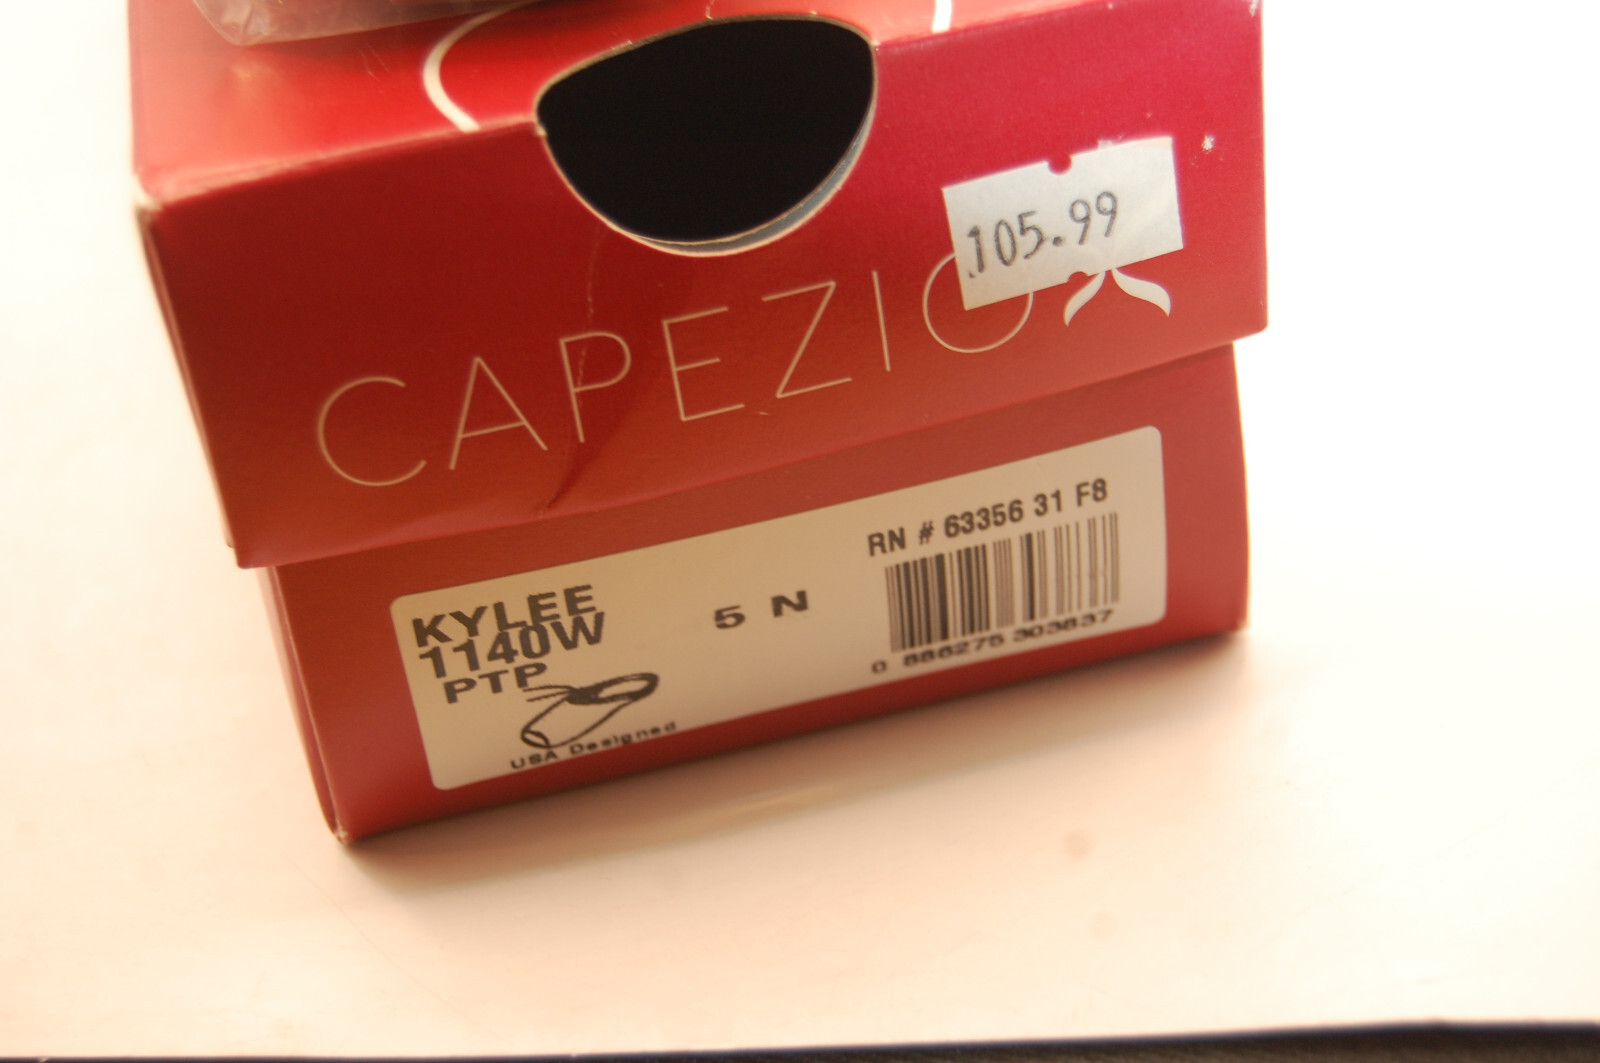 105.99
CAPEZIO
RN # 63356 31 F8
KYLEE
1140W
PTP
5 N
0 886275 303837
USA Designed